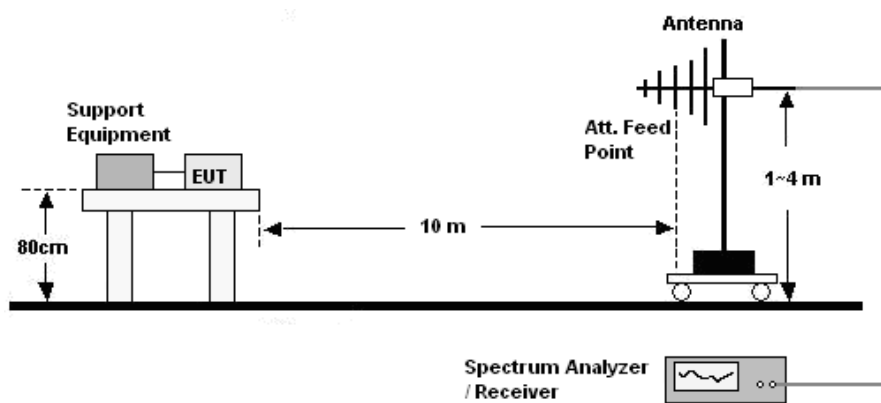 Antenna
Support
Equipment
EUT
Att. Feed
Point
1~4 m
80cm
10 m
Spectrum Analyzer
/ Receiver